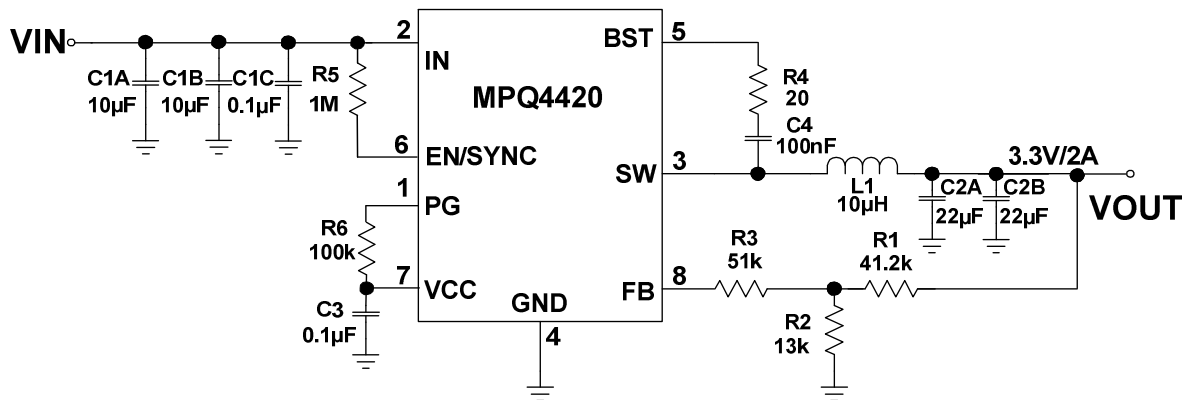 VIN
C1A
10µF
C1B
10µF
C1C
0.1µF
R5
1M
2
IN
6
EN/SYNC
1
PG
R6
100k
7
VCC
C3
0.1µF
MPQ4420
GND
4
BST
5
R4
20
C4
100nF
SW
3
L1
10µH
3.3V/2A
C2A
22µF
C2B
22µF
VOUT
FB
8
R3
51k
R1
41.2k
R2
13k